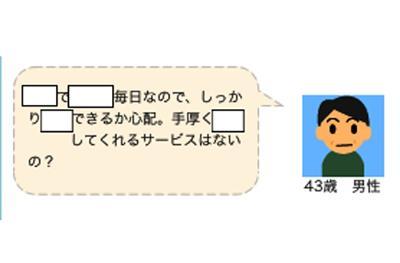 で毎日なので、しっか
りできるか心配。手厚く
してくれるサービスはない
の？
43歳　男性